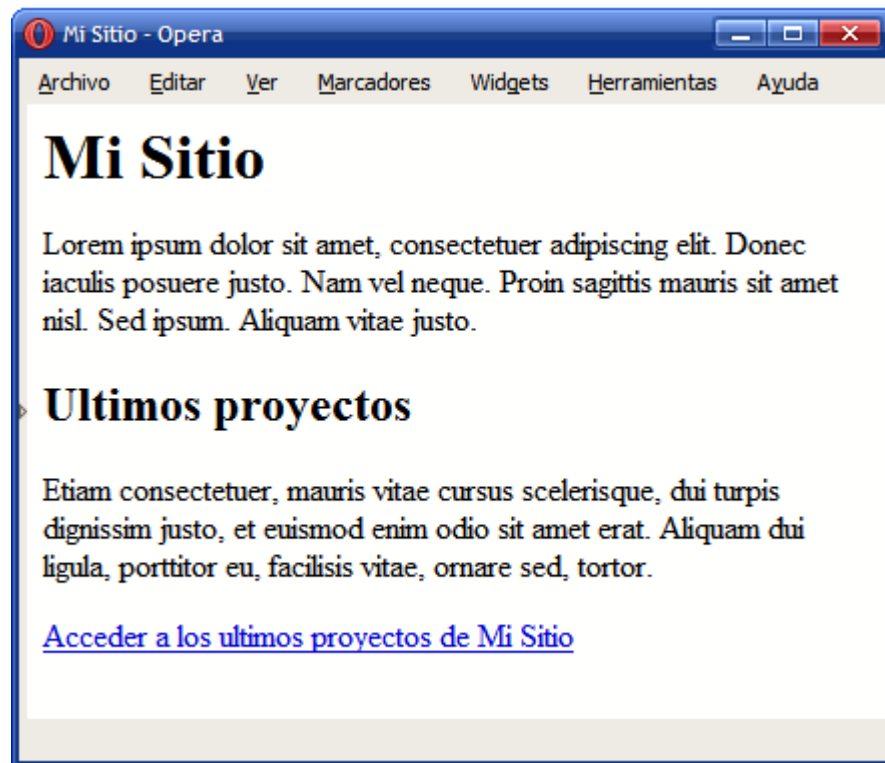 Mi Sitio - Opera
Archivo Editar Ver Marcadores Widgets Herramientas Ayuda
Mi Sitio
Lorem ipsum dolor sit amet, consectetuer adipiscing elit. Donec
iaculis posuere justo. Nam vel neque. Proin sagittis mauris sit amet
nisl. Sed ipsum. Aliquam vitae justo.
Ultimos proyectos
Etiam consectetuer, mauris vitae cursus scelerisque, dui turpis
dignissim justo, et euismod enim odio sit amet erat. Aliquam dui
ligula, porttitor eu, facilisis vitae, ornare sed, tortor.
Acceder a los ultimos proyectos de Mi Sitio